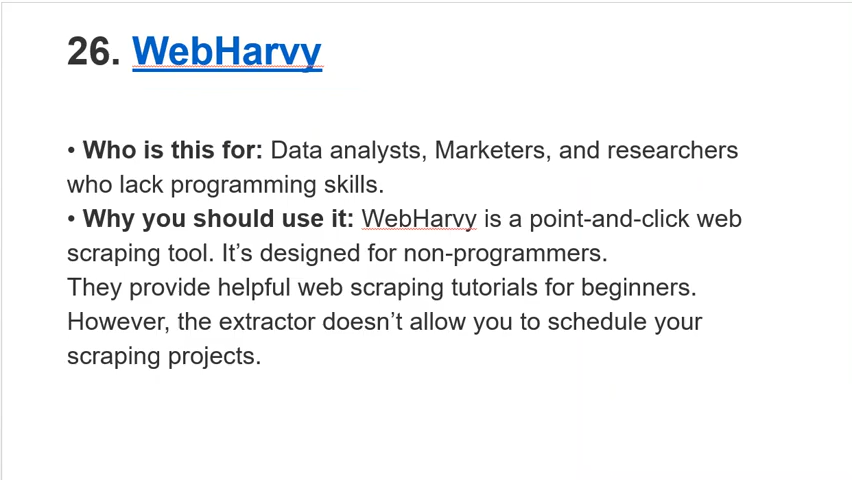 26. WebHarvy
• Who is this for: Data analysts, Marketers, and researchers
who lack programming skills.
• Why you should use it: WebHarvy is a point-and-click web
scraping tool. It’s designed for non-programmers.
They provide helpful web scraping tutorials for beginners.
However, the extractor doesn’t allow you to schedule your
scraping projects.